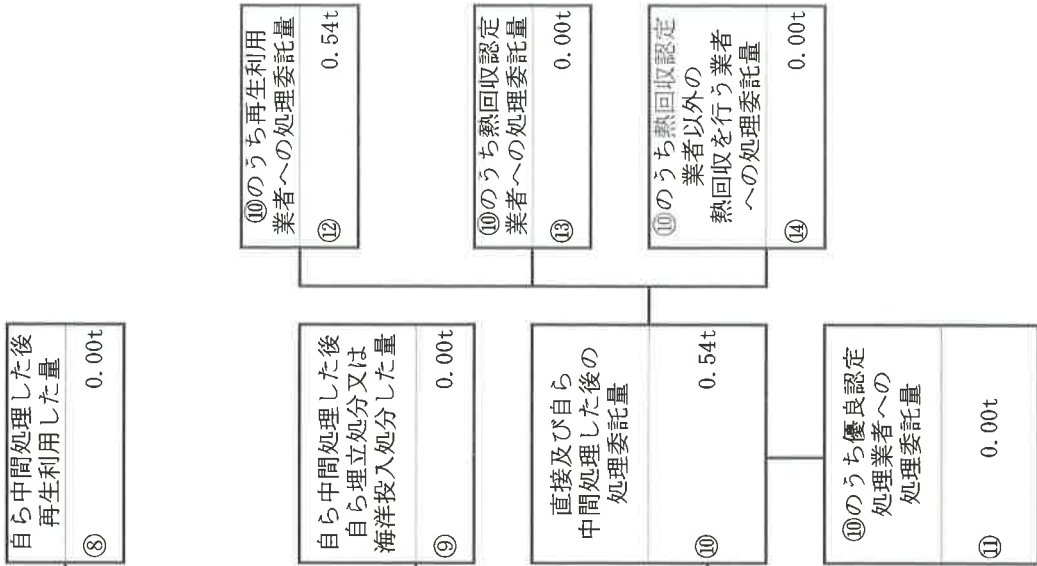 自ら中間処理した後
再生利用した量
⑧
0.00t
自ら中間処理した後
自ら埋立処分又は
海洋投入処分した量
⑨
0.00t
直接及び自ら
中間処理した後の
処理委託量
⑩
0.54t
⑩のうち優良認定
処理業者への
処理委託量
⑪
0.00t
⑩のうち再生利用
業者への処理委託量
⑫
0.54t
⑩のうち熱回収認定
業者への処理委託量
⑬
0.00t
⑩のうち熱回収認定
業者以外の
熱回収を行う業者
への処理委託量
⑭
0.00t